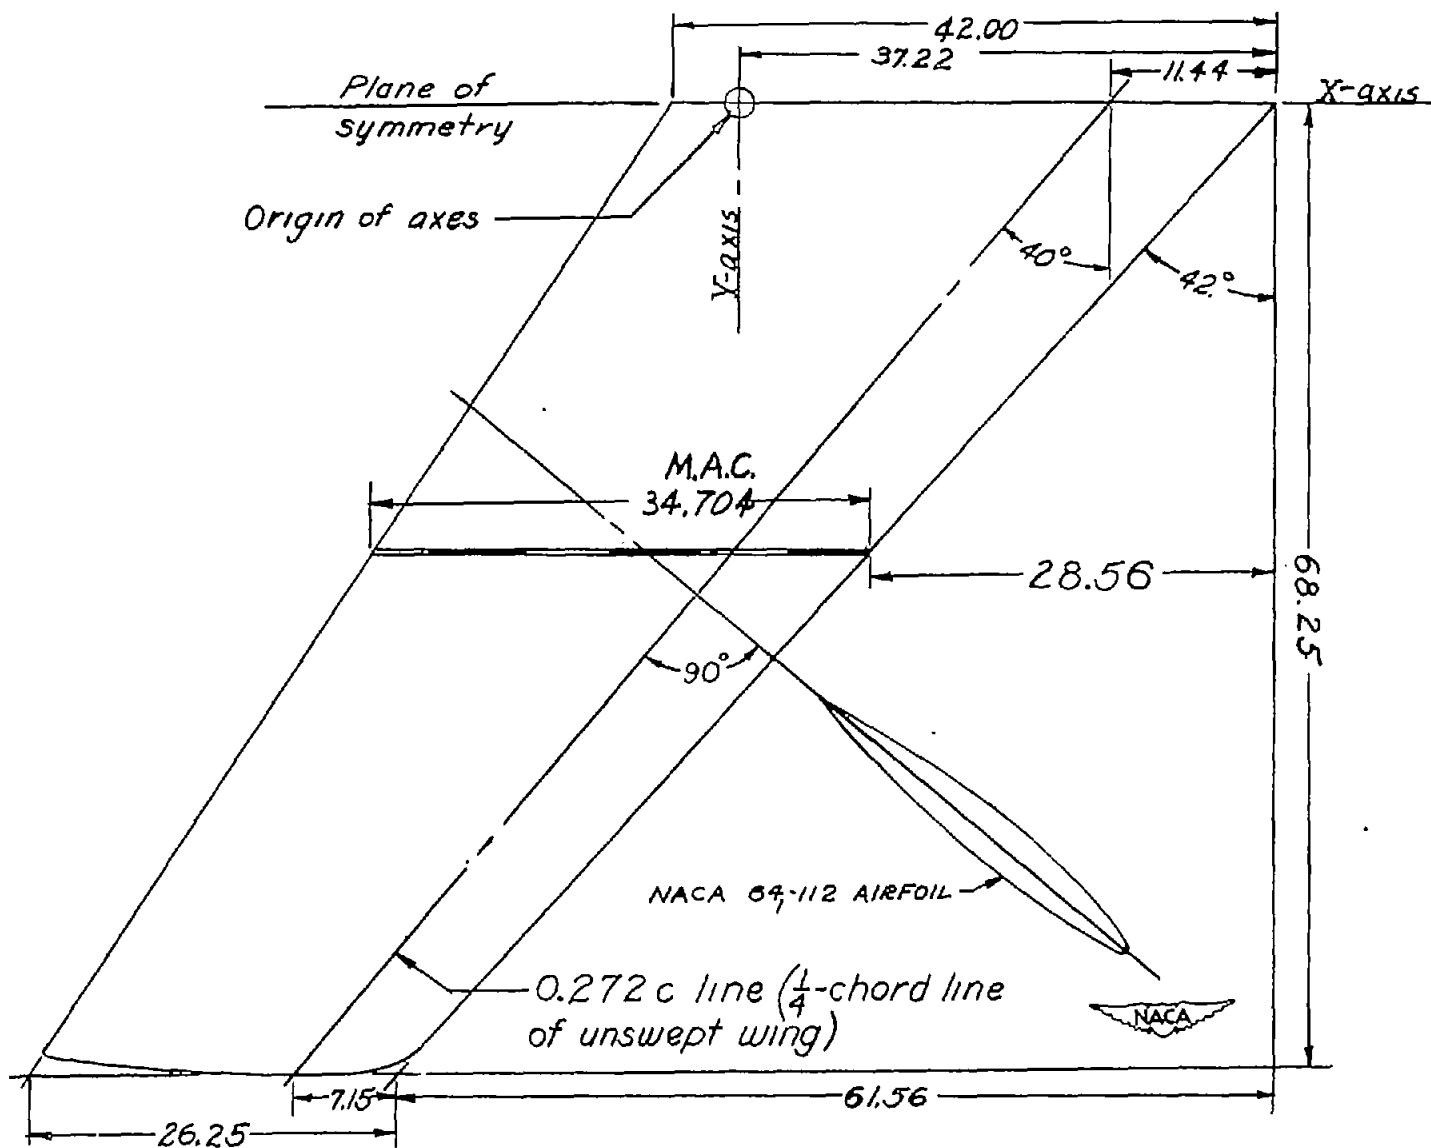 42.00
37.22
11.44
Plane of
symmetry
X-axis
Origin of axes
Y-axis
40°
42°
M.A.C.
34.704
28.56
68.25
90°
NACA 64,-112 AIRFOIL
0.272 c line (1/4-chord line
of unswept wing)
NACA
7.15
61.56
26.25